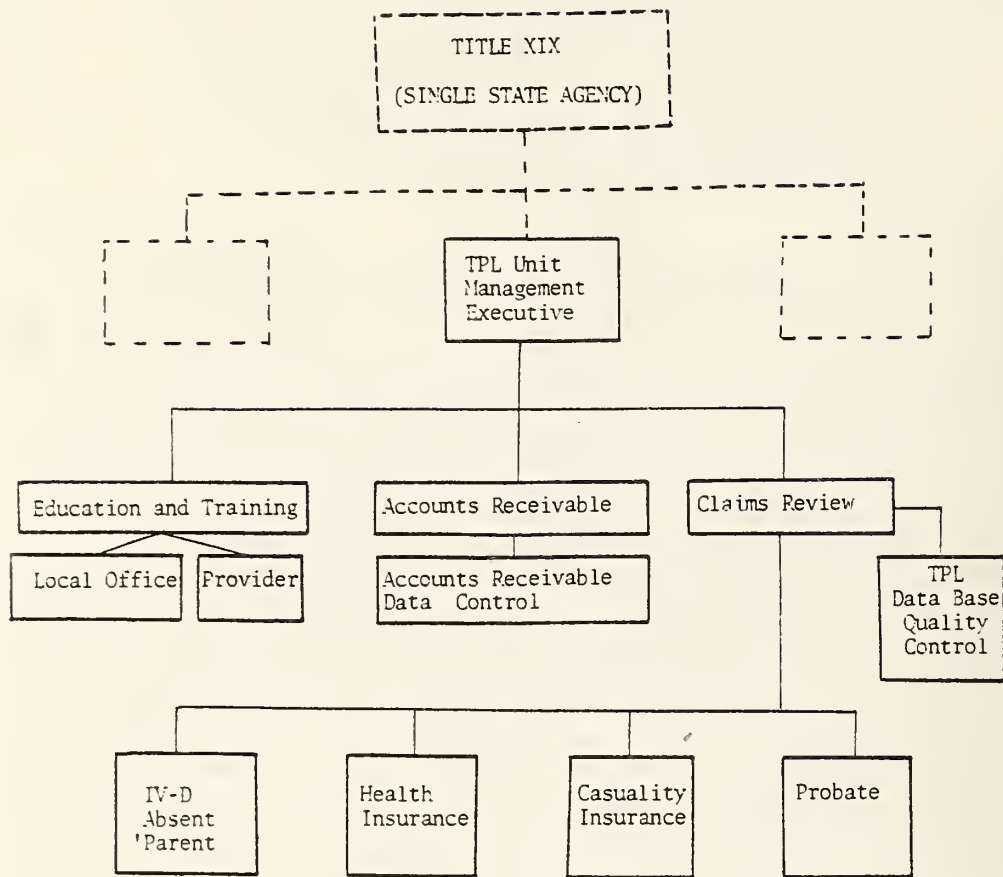 TITLE XIX
(SINGLE STATE AGENCY)
TPL Unit
Management
Executive
Education and Training
Local Office
Provider
Accounts Receivable
Accounts Receivable
Data Control
Claims Review
TPL
Data Base
Quality
Control
IV-D
Absent
'Parent
Health
Insurance
Casuality
Insurance
Probate